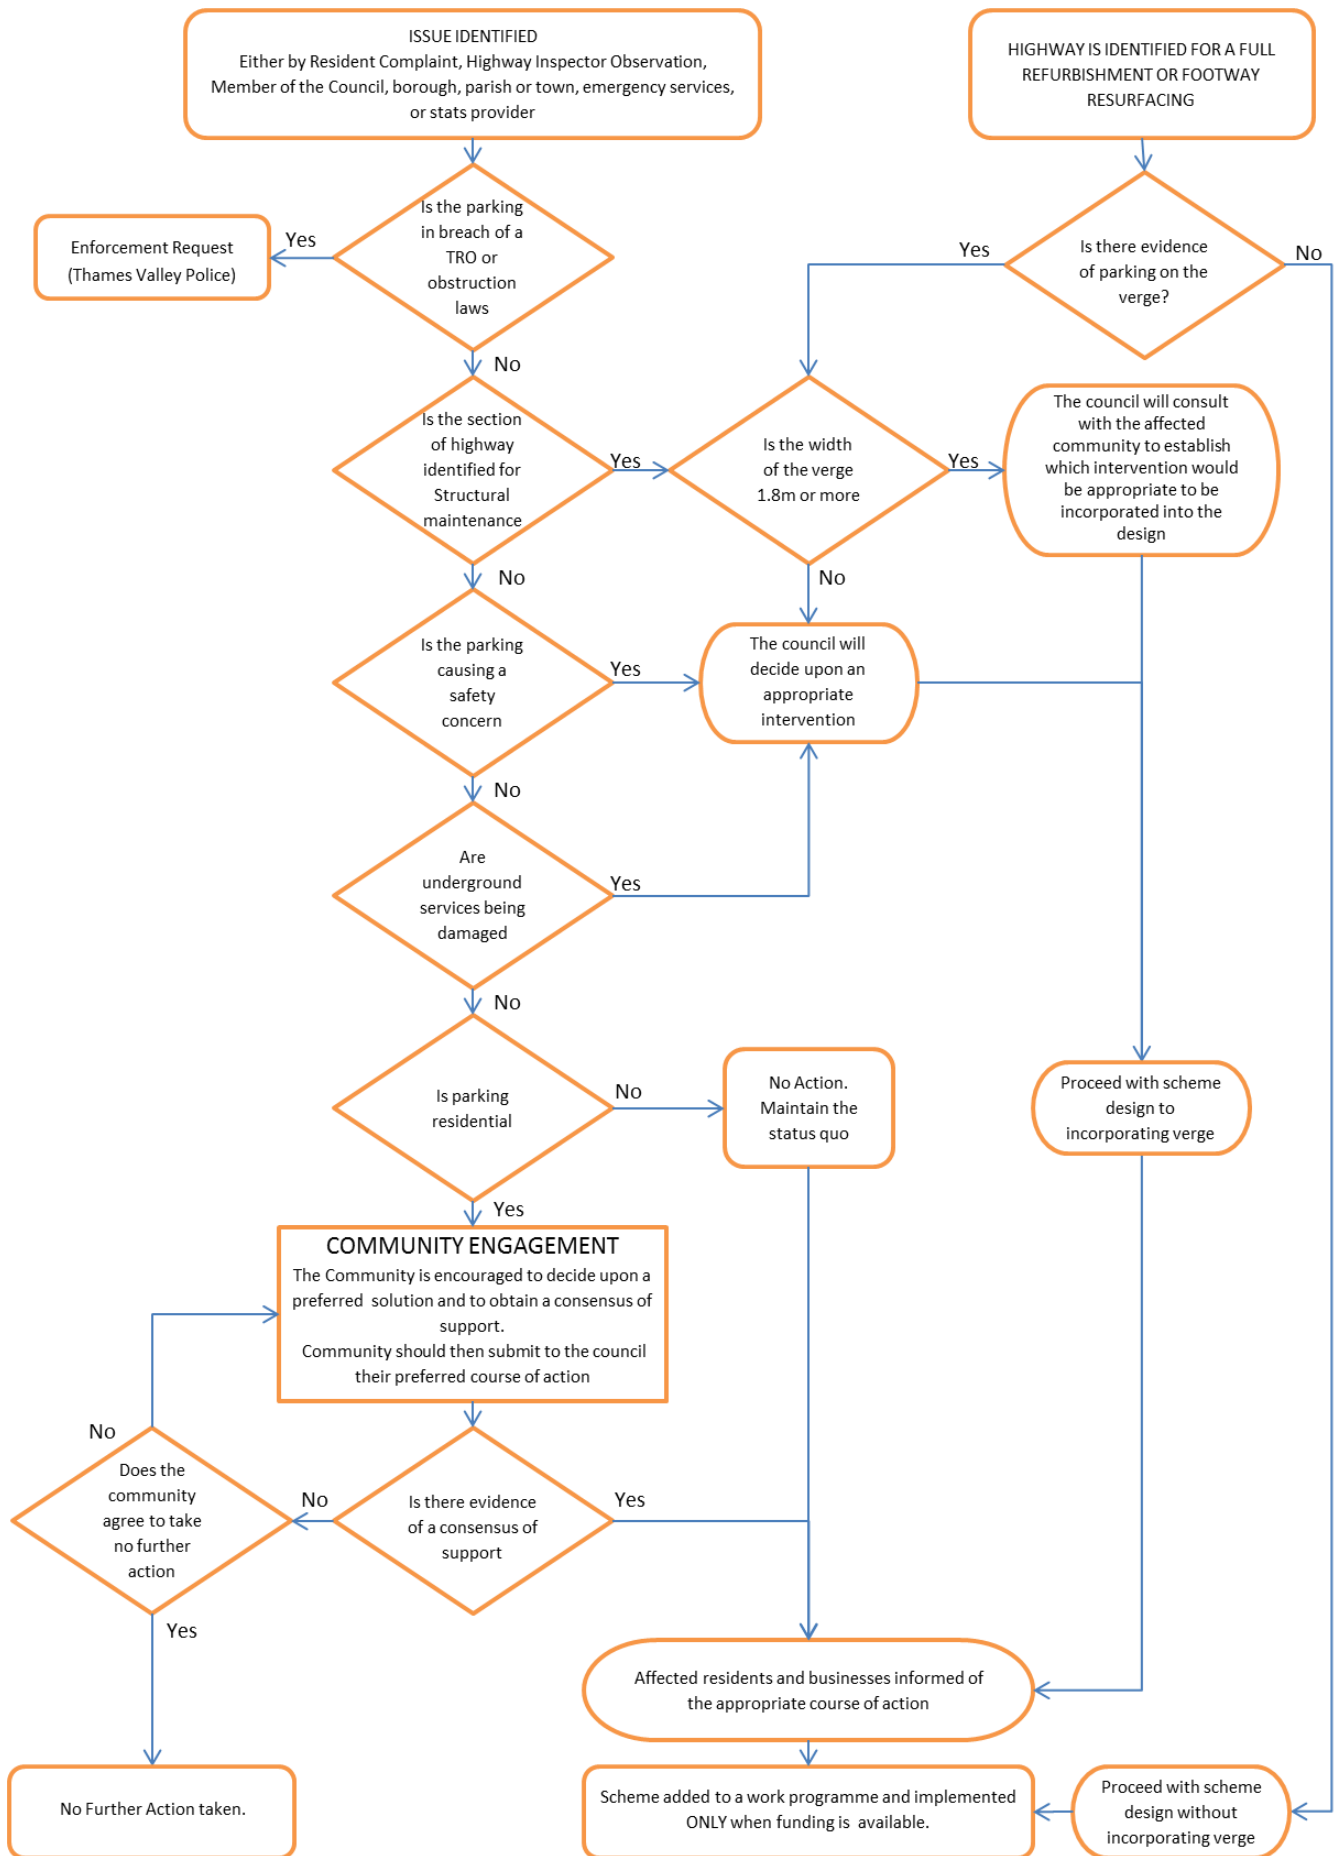 ISSUE IDENTIFIED
Either by Resident Complaint, Highway Inspector Observation,
Member of the Council, borough, parish or town, emergency services,
or stats provider
HIGHWAY IS IDENTIFIED FOR A FULL
REFURBISHMENT OR FOOTWAY
RESURFACING
Is the parking
in breach of a
TRO or
obstruction
laws
Yes
Enforcement Request
(Thames Valley Police)
No
Is there evidence
of parking on the
verge?
Yes
No
Is the section
of highway
identified for
Structural
maintenance
Yes
Is the width
of the verge
1.8m or more
Yes
The council will consult
with the affected
community to establish
which intervention would
be appropriate to be
incorporated into the
design
No
No
Is the parking
causing a
safety
concern
Yes
The council will
decide upon an
appropriate
intervention
No
Are
underground
services being
damaged
Yes
No
Is parking
residential
No
No Action.
Maintain the
status quo
Proceed with scheme
design to
incorporating verge
Yes
COMMUNITY ENGAGEMENT
The Community is encouraged to decide upon a
preferred solution and to obtain a consensus of
support.
Community should then submit to the council
their preferred course of action
No
Does the
community
agree to take
no further
action
No
Is there evidence
of a consensus of
support
Yes
Yes
Affected residents and businesses informed of
the appropriate course of action
No Further Action taken.
Scheme added to a work programme and implemented
ONLY when funding is available.
Proceed with scheme
design without
incorporating verge